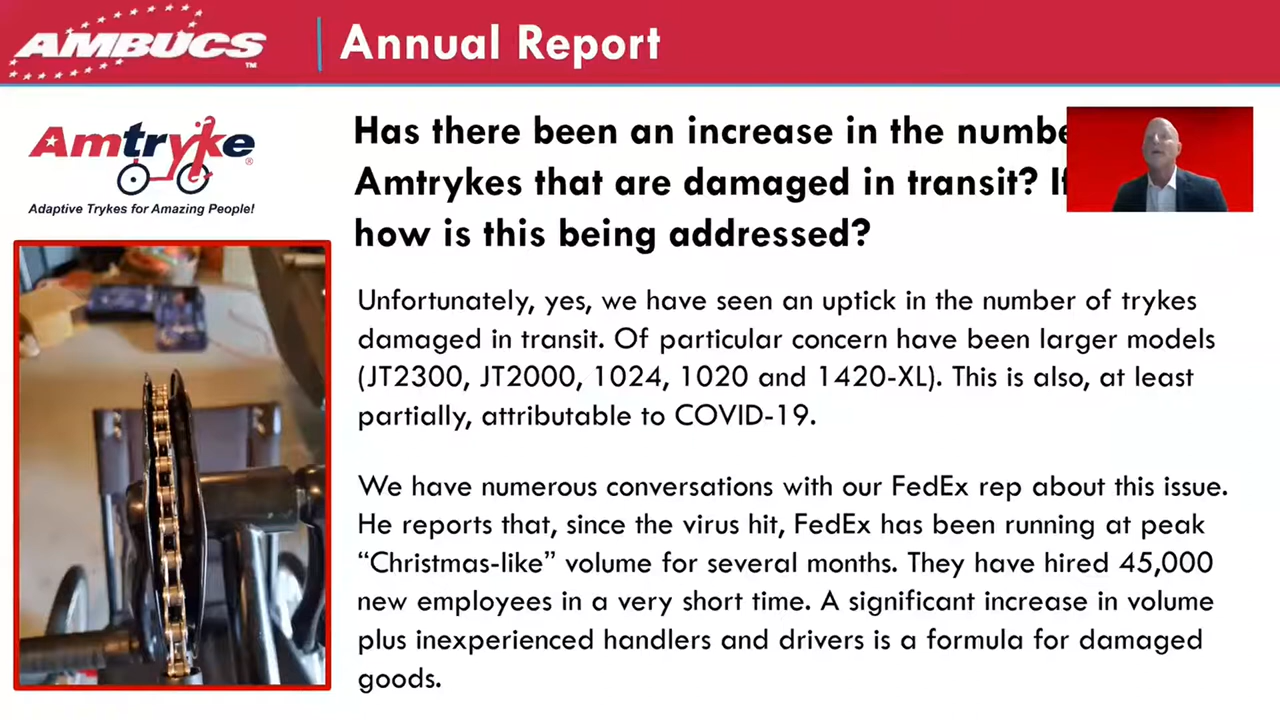 AMBUCS
TM
Annual Report
Amtryke
®
Adaptive Trykes for Amazing People!
Has there been an increase in the
Amtrykes that are damaged in transit?
how is this being addressed?
Unfortunately, yes, we have seen an uptick in the number of trykes
damaged in transit. Of particular concern have been larger models
(JT2300, JT2000, 1024, 1020 and 1420-XL). This is also, at least
partially, attributable to COVID-19.
We have numerous conversations with our FedEx rep about this issue.
He reports that, since the virus hit, FedEx has been running at peak
“Christmas-like” volume for several months. They have hired 45,000
new employees in a very short time. A significant increase in volume
plus inexperienced handlers and drivers is a formula for damaged
goods.